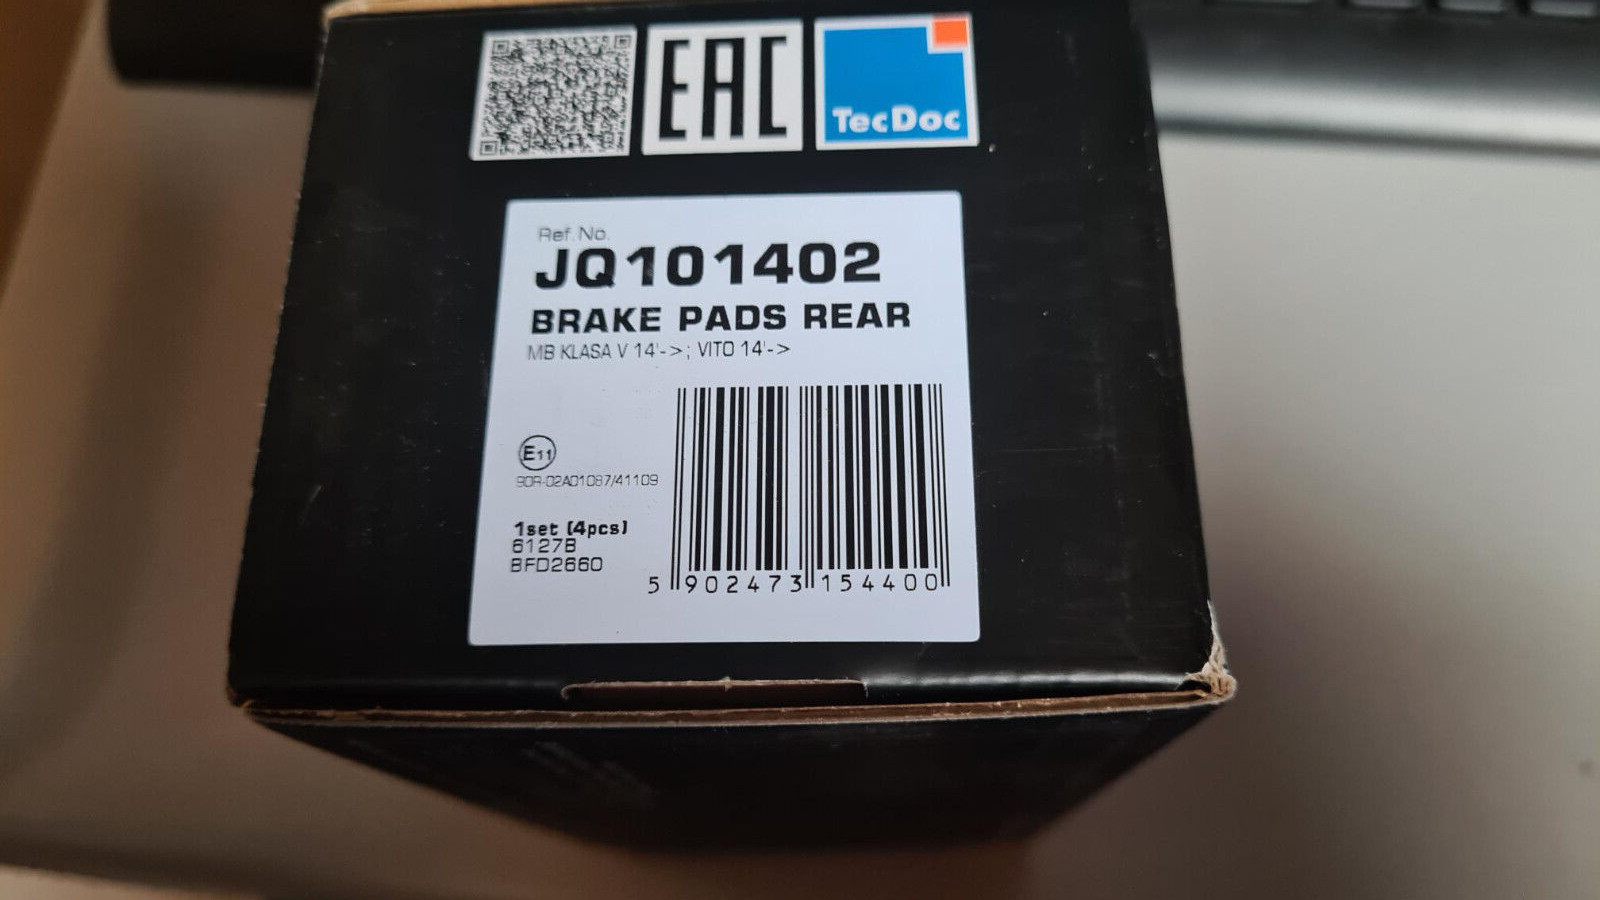 EAC
TecDoc
Ref.No.
JQ101402
BRAKE PADS REAR
MB KLASA V 14'->; VITO 14'->
E11
90R-02A01087/41109
1set (4pcs)
6127B
BFD2660
5 902473 154400